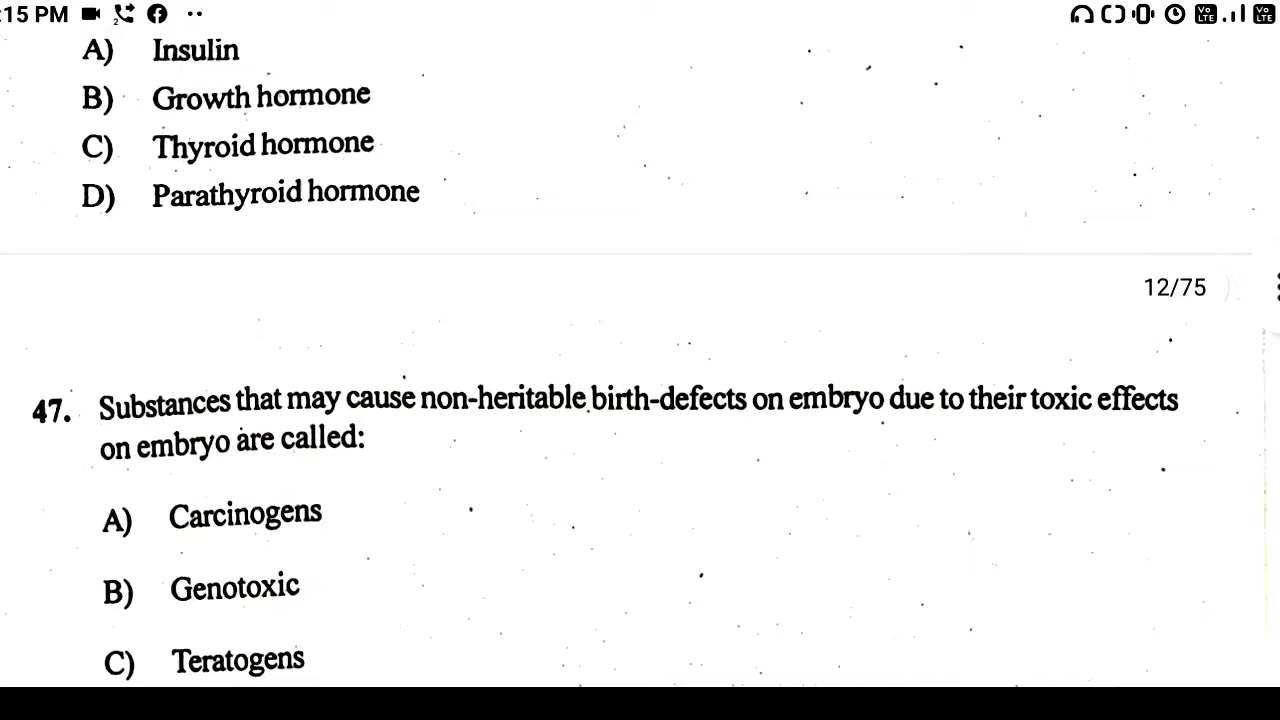 :15 PM
A) Insulin
B) Growth hormone
C) Thyroid hormone
D) Parathyroid hormone
12/75
47. Substances that may cause non-heritable birth-defects on embryo due to their toxic effects
on embryo are called:
A) Carcinogens
B) Genotoxic
C) Teratogens